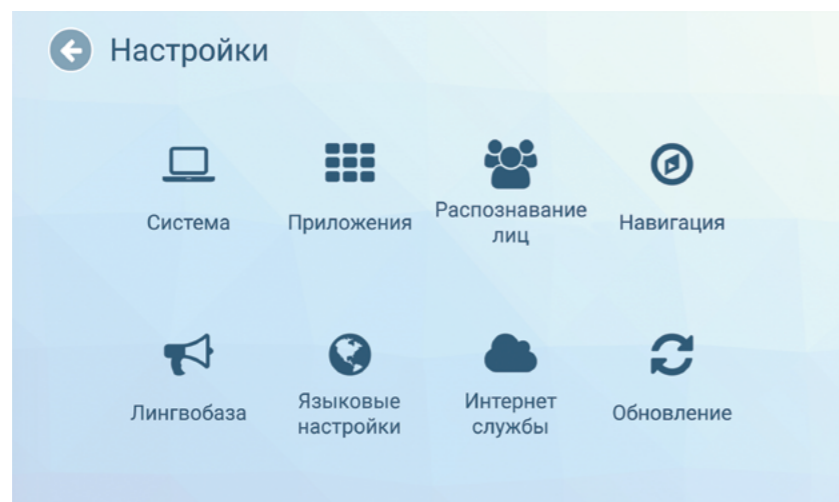 Настройки
Система
Приложения
Распознавание
лиц
Навигация
Лингвобаза
Языковые
настройки
Интернет
службы
Обновление